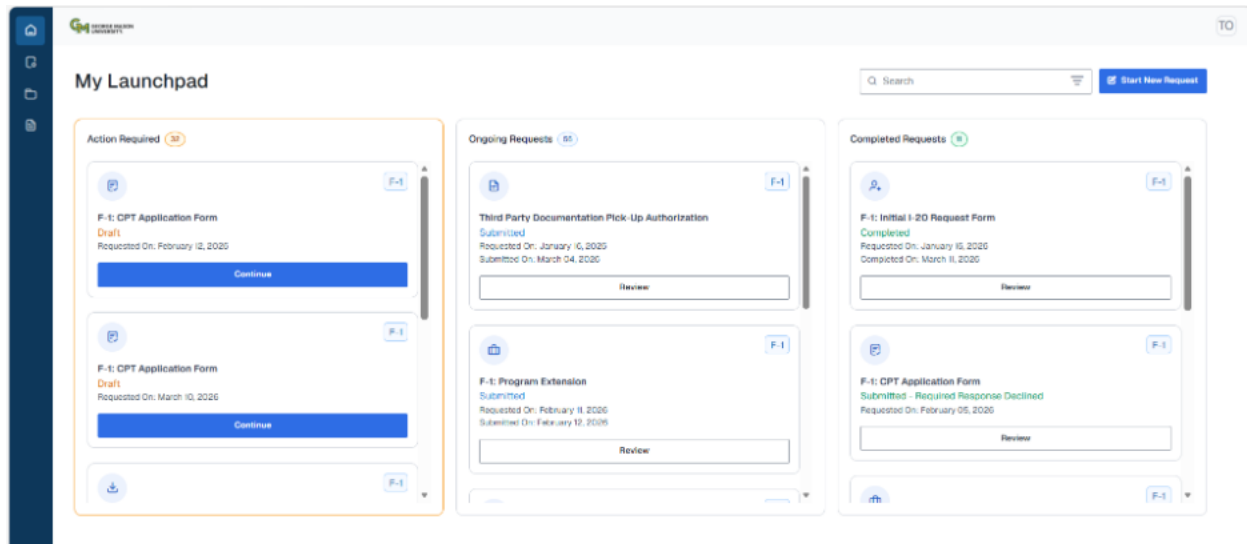 GEORGE MASON
UNIVERSITY
TO
My Launchpad
Search
Start New Request
Action Required 32
F-1
F-1: CPT Application Form
Draft
Requested On: February 12, 2026
Continue
F-1
F-1: CPT Application Form
Draft
Requested On: March 10, 2026
Continue
F-1
Ongoing Requests
F-1
Third Party Documentation Pick-Up Authorization
Submitted
Requested On: January 16, 2026
Submitted On: March 04, 2026
Review
F-1
F-1: Program Extension
Submitted
Requested On: February 11, 2026
Submitted On: February 12, 2026
Review
Completed Requests
F-1
F-1: Initial I-20 Request Form
Completed
Requested On: January 15, 2026
Completed On: March 11, 2026
Review
F-1
F-1: CPT Application Form
Submitted - Required Response Declined
Requested On: February 05, 2026
Review
F-1